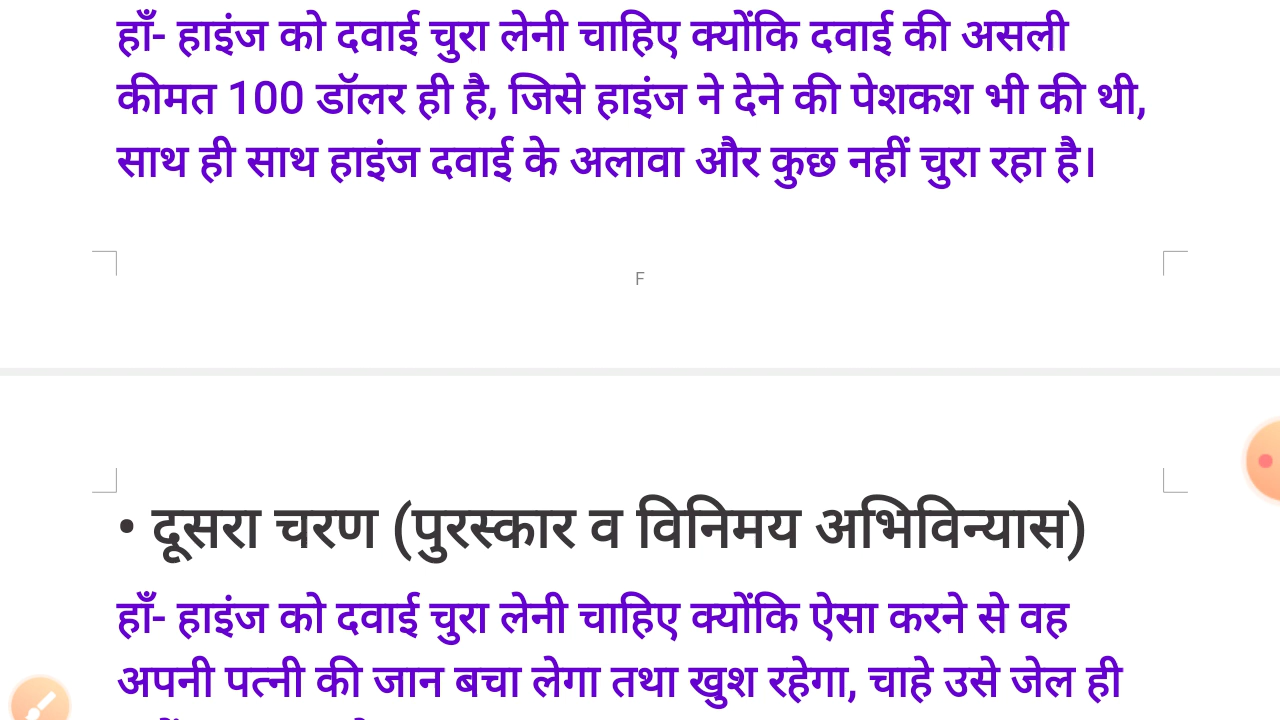 हाँ- हाइंज को दवाई चुरा लेनी चाहिए क्योंकि दवाई की असली
कीमत 100 डॉलर ही है, जिसे हाइंज ने देने की पेशकश भी की थी,
साथ ही साथ हाइंज दवाई के अलावा और कुछ नहीं चुरा रहा है।
F
• दूसरा चरण (पुरस्कार व विनिमय अभिविन्यास)
हाँ- हाइंज को दवाई चुरा लेनी चाहिए क्योंकि ऐसा करने से वह
अपनी पत्नी की जान बचा लेगा तथा खुश रहेगा, चाहे उसे जेल ही